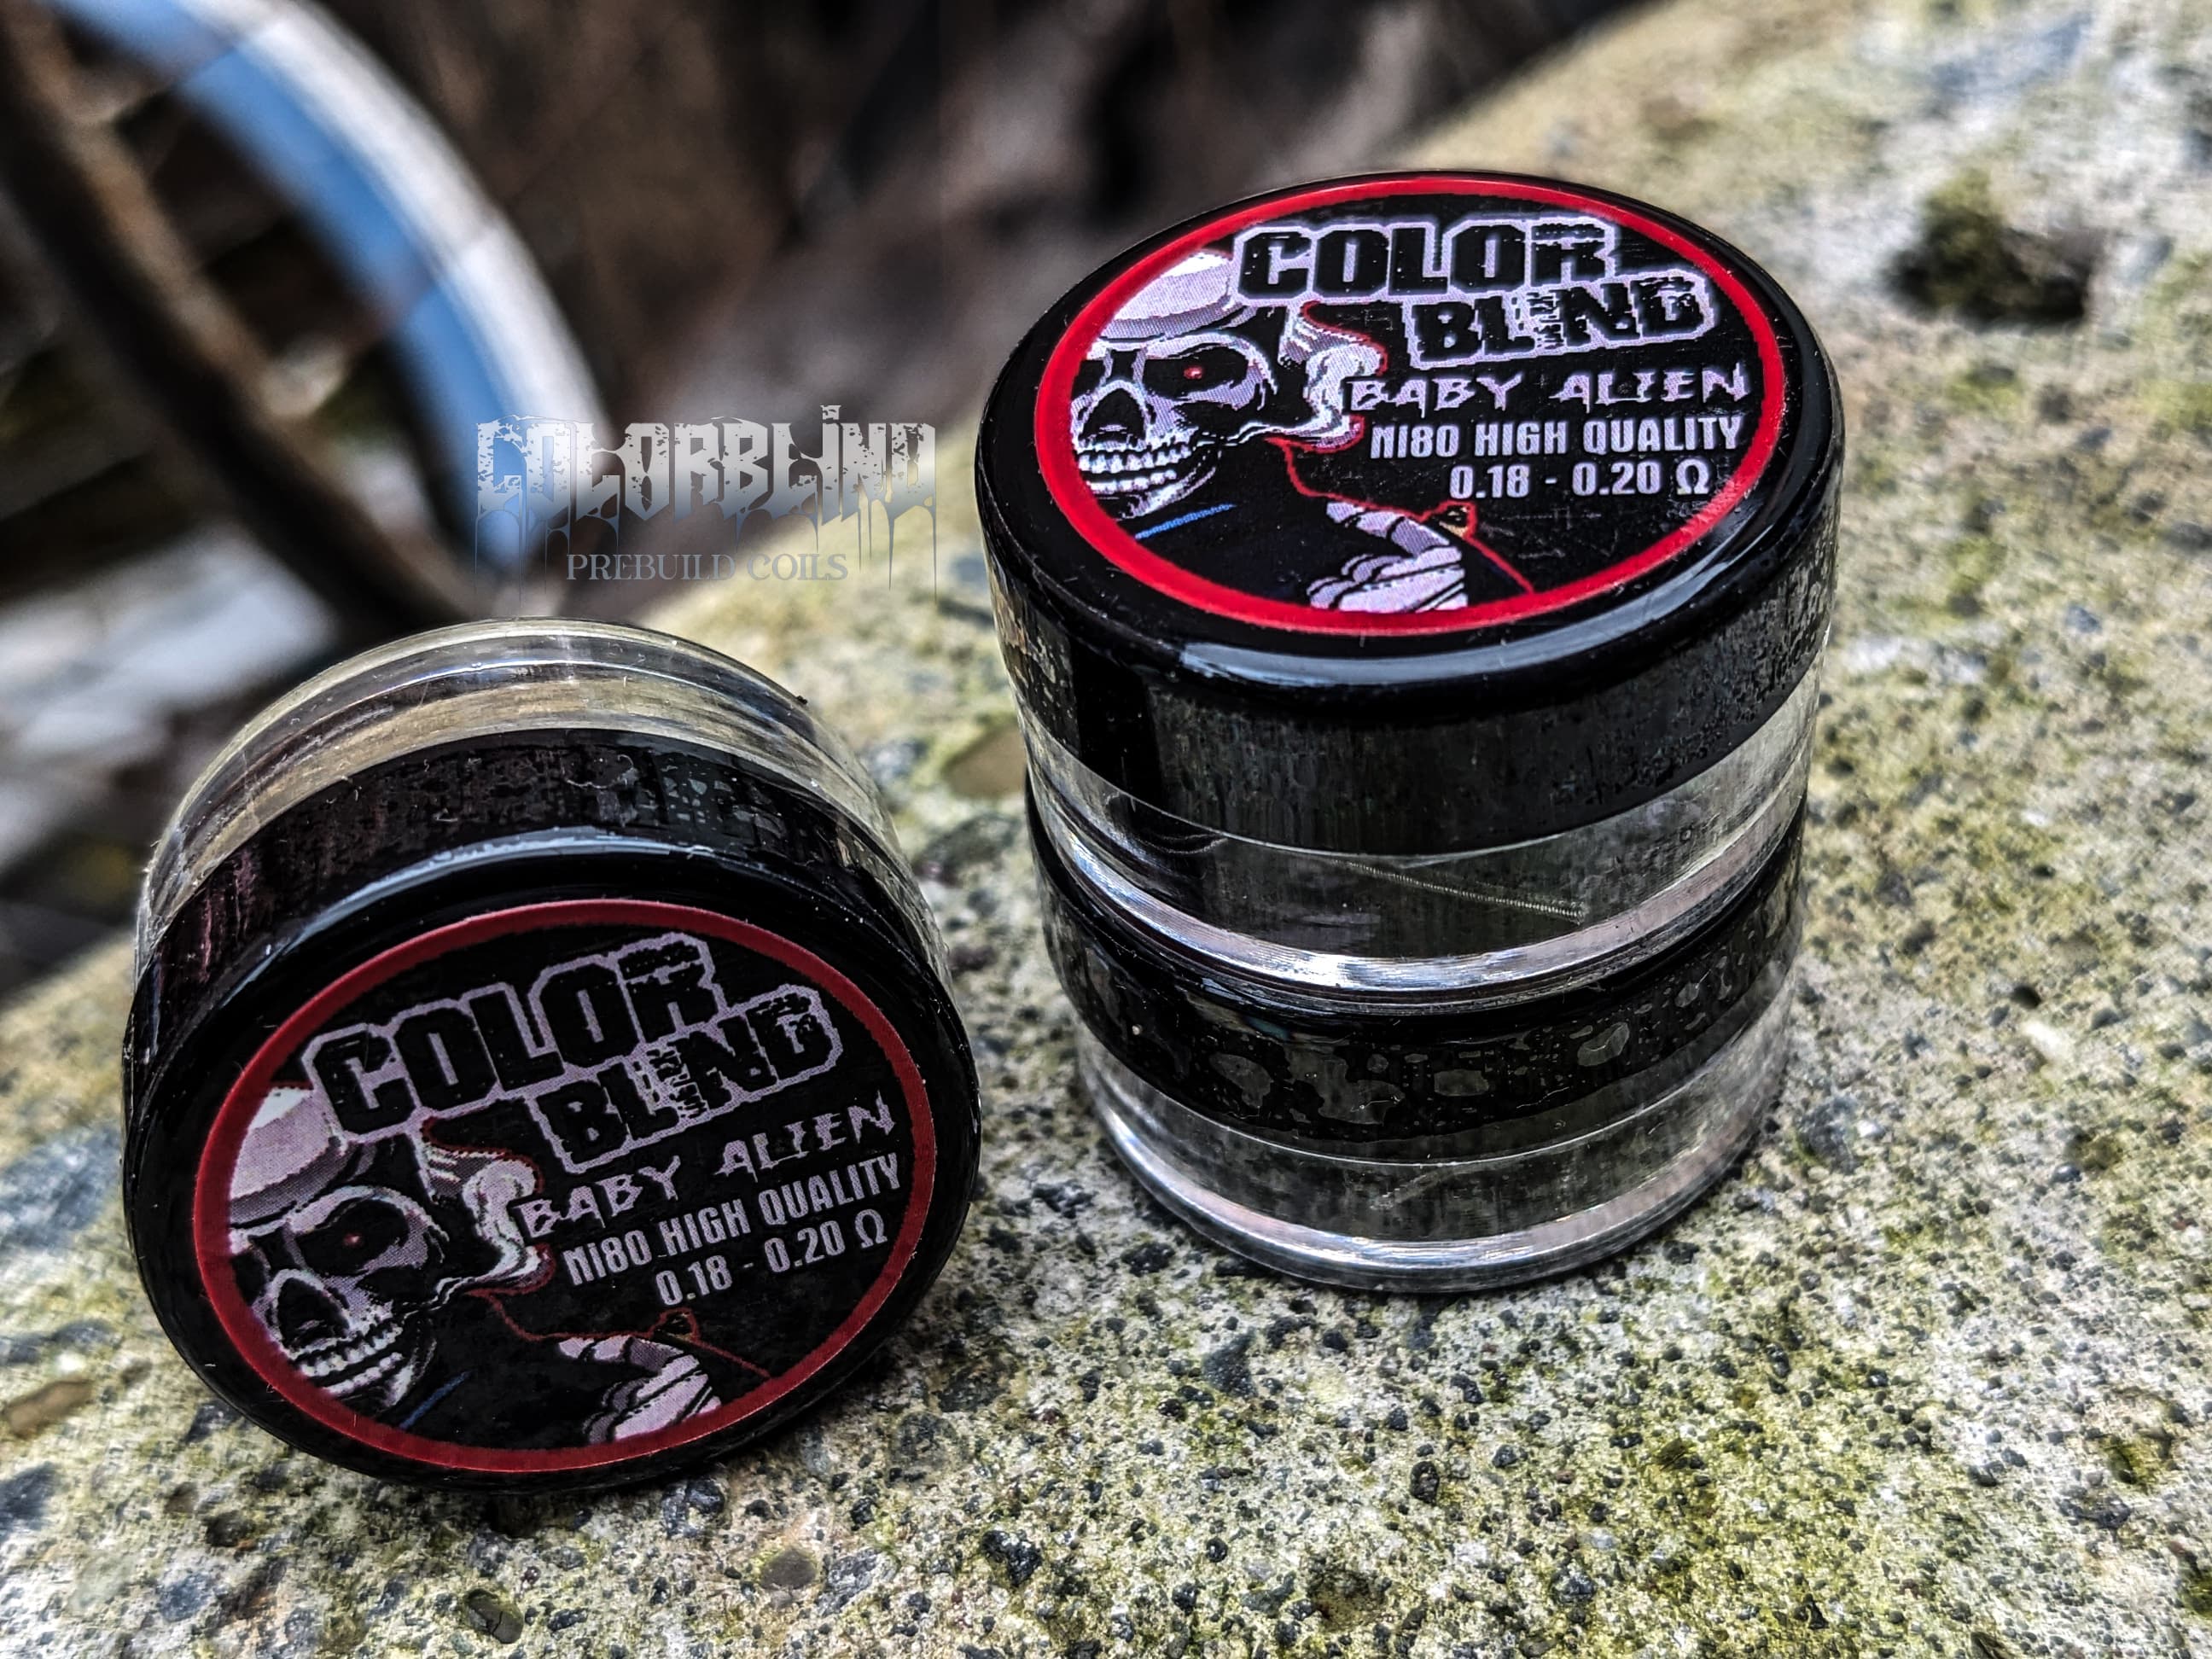 COLORBLIND
PREBUILD COILS
COLOR
BLIND
BABY ALIEN
NI80 HIGH QUALITY
0.18 - 0.20 Ω
COLOR
BLIND
BABY ALIEN
NI80 HIGH QUALITY
0.18 - 0.20 Ω